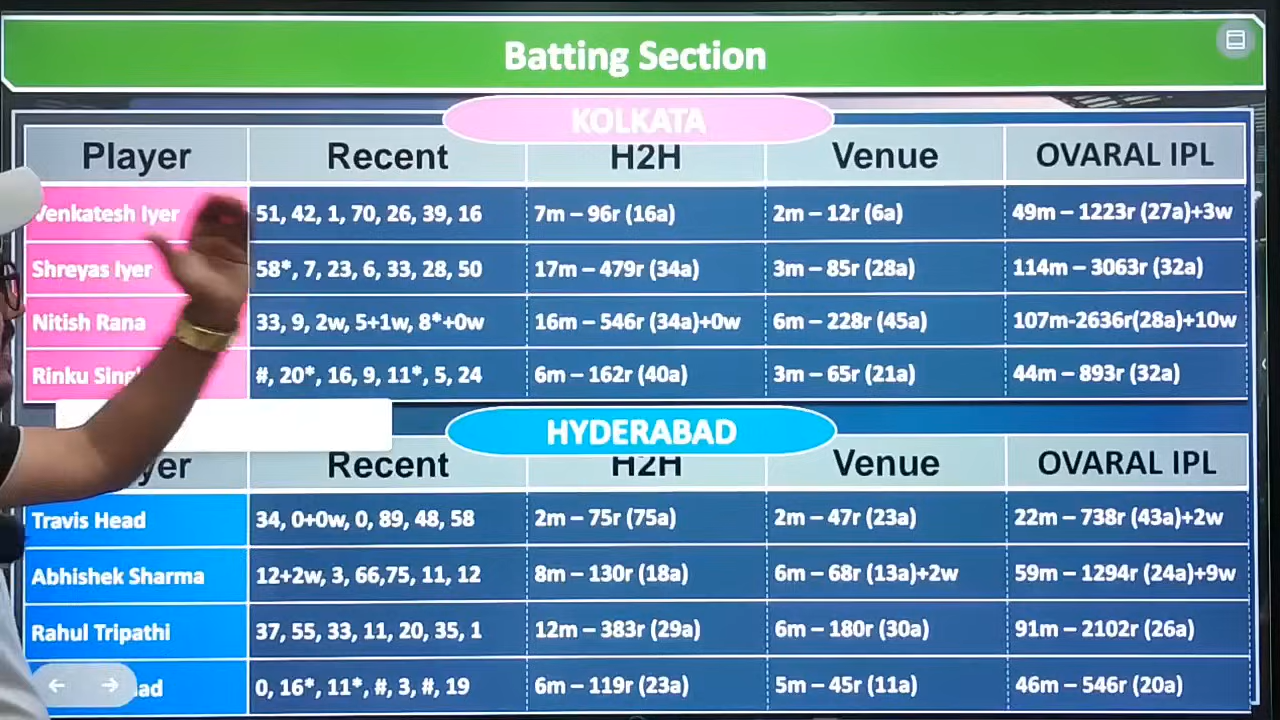 Batting Section
KOLKATA
Player Recent H2H Venue OVARAL IPL
Venkatesh Iyer 51, 42, 1, 70, 26, 39, 16 7m – 96r (16a) 2m – 12r (6a) 49m – 1223r (27a)+3w
Shreyas Iyer 58*, 7, 23, 6, 33, 28, 50 17m – 479r (34a) 3m – 85r (28a) 114m – 3063r (32a)
Nitish Rana 33, 9, 2w, 5+1w, 8*+0w 16m – 546r (34a)+0w 6m – 228r (45a) 107m-2636r(28a)+10w
Rinku #, 20*, 16, 9, 11*, 5, 24 6m – 162r (40a) 3m – 65r (21a) 44m – 893r (32a)
HYDERABAD
Recent H2H Venue OVARAL IPL
Travis Head 34, 0+0w, 0, 89, 48, 58 2m – 75r (75a) 2m – 47r (23a) 22m – 738r (43a)+2w
Abhishek Sharma 12+2w, 3, 66,75, 11, 12 8m – 130r (18a) 6m – 68r (13a)+2w 59m – 1294r (24a)+9w
Rahul Tripathi 37, 55, 33, 11, 20, 35, 1 12m – 383r (29a) 6m – 180r (30a) 91m – 2102r (26a)
0, 16*, 11*, #, 3, #, 19 6m – 119r (23a) 5m – 45r (11a) 46m – 546r (20a)